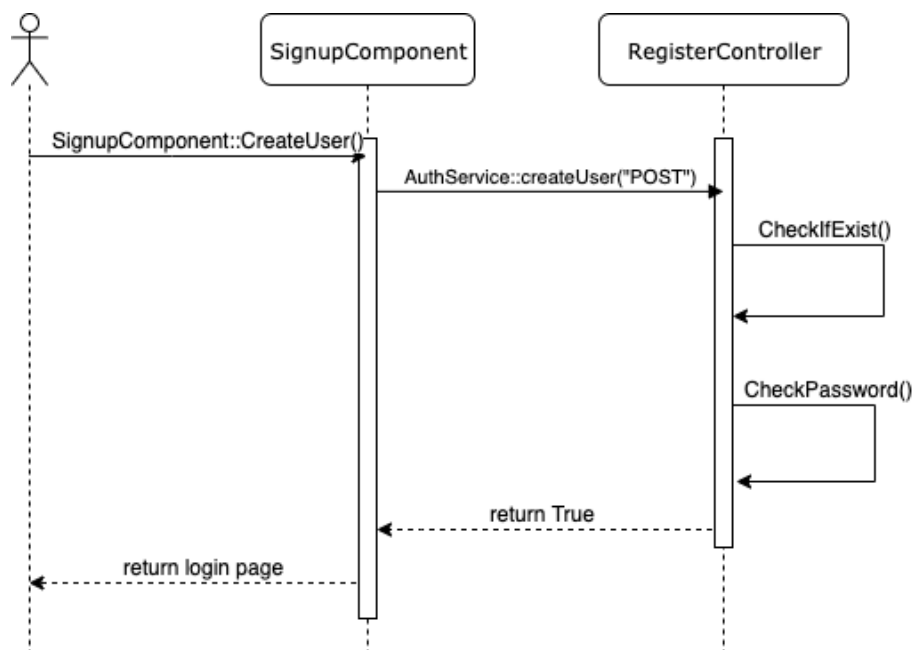 SignupComponent
RegisterController
SignupComponent::CreateUser()
AuthService::createUser("POST")
CheckIfExist()
CheckPassword()
return True
return login page